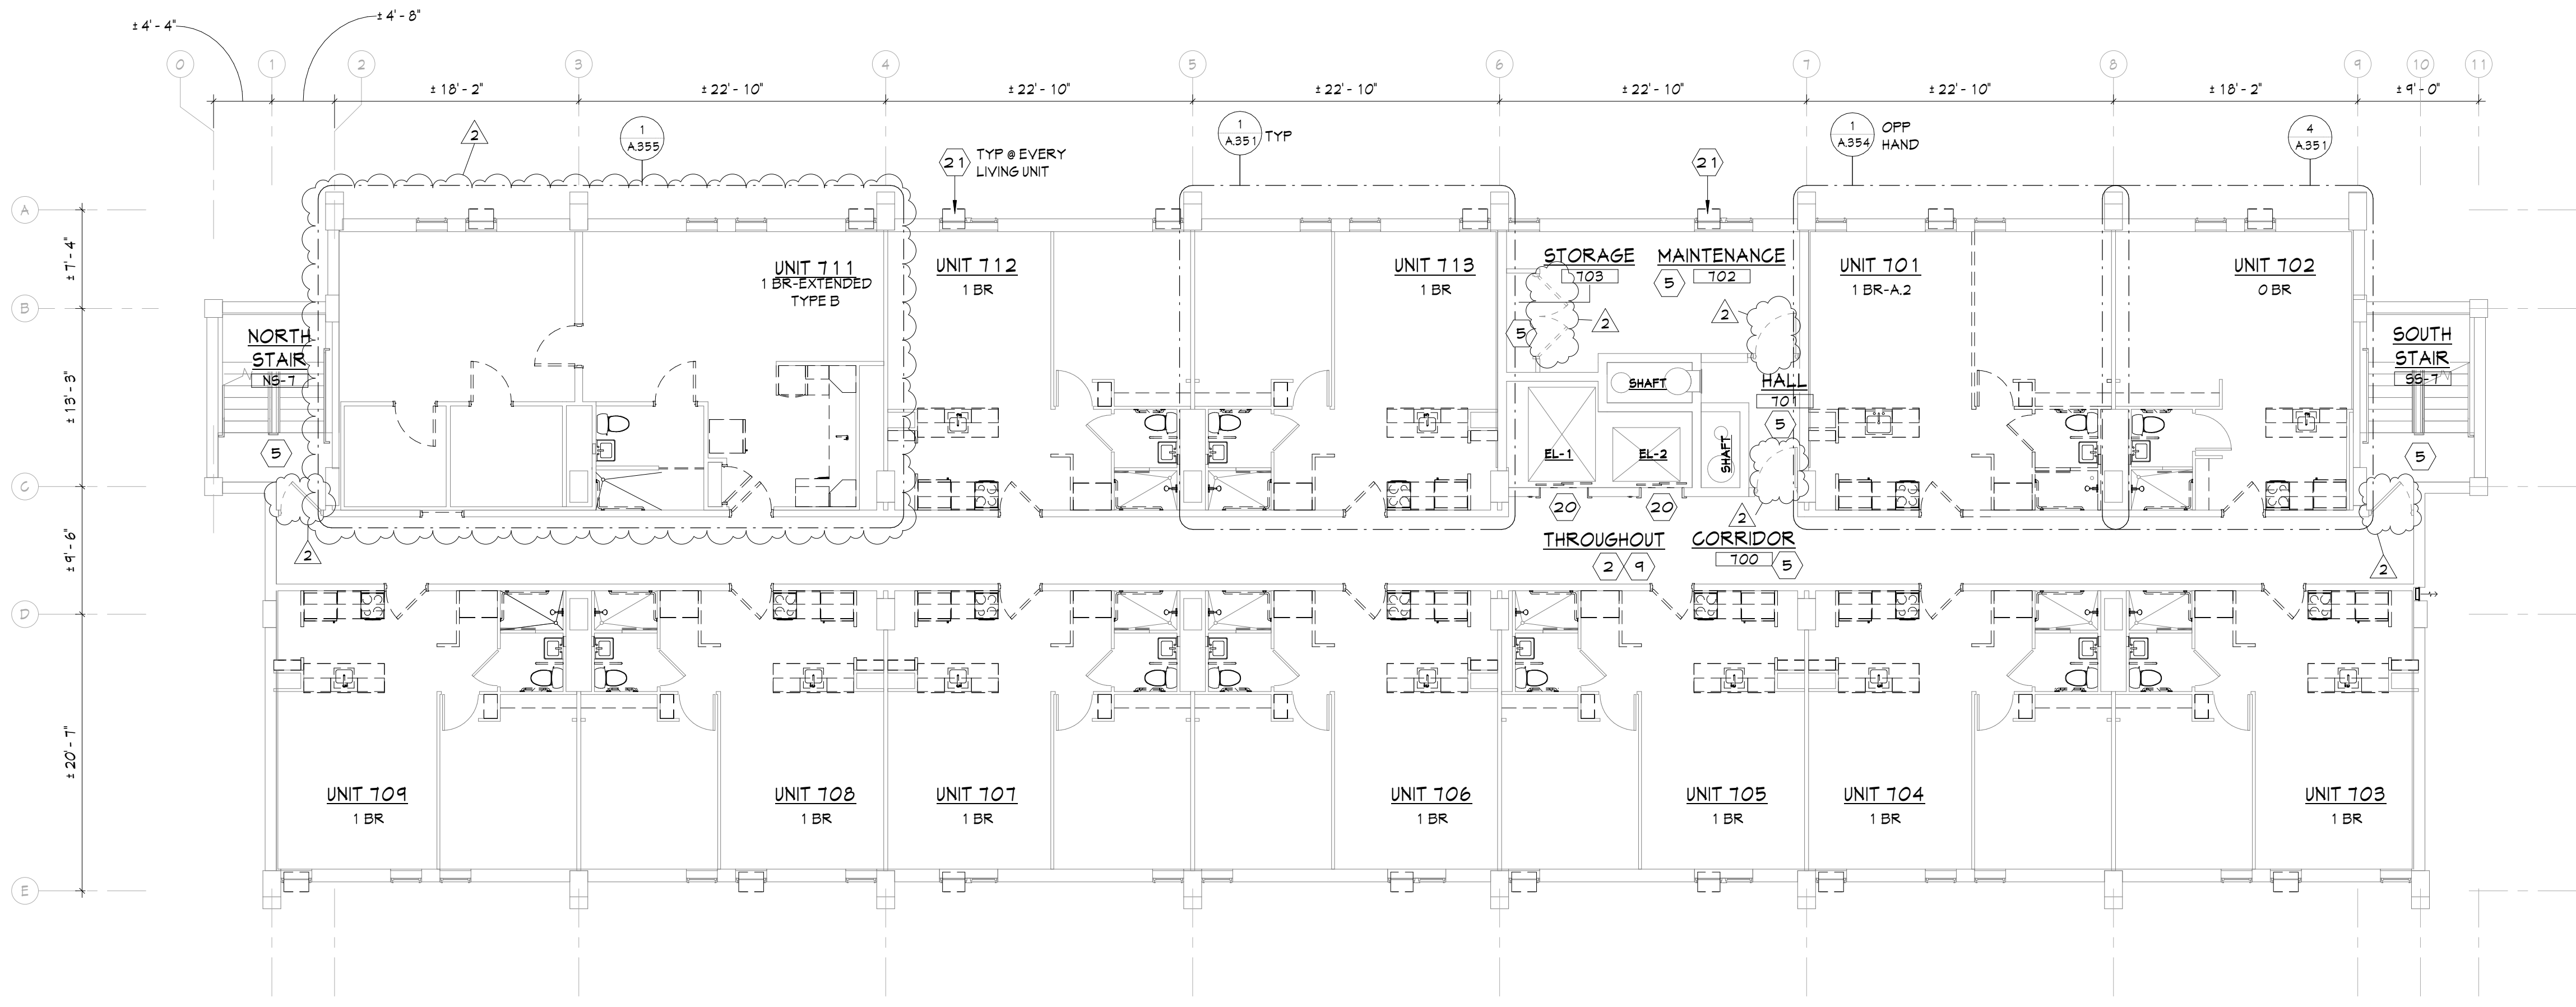 ± 4' - 4"
± 4' - 8"
0
1
2
3
4
5
6
7
8
9
10
11
± 18' - 2"
± 22' - 10"
± 22' - 10"
± 22' - 10"
± 22' - 10"
± 22' - 10"
± 18' - 2"
± 9' - 0"
2
1
A.355
21
TYP @ EVERY
LIVING UNIT
1
A.351
TYP
21
1
A.354
OPP
HAND
4
A.351
A
B
C
D
E
± 7' - 4"
± 13' - 3"
± 9' - 6"
± 20' - 7"
UNIT 711
1 BR-EXTENDED
TYPE B
UNIT 712
1 BR
UNIT 713
1 BR
STORAGE
703
MAINTENANCE
5
702
UNIT 701
1 BR-A.2
UNIT 702
0 BR
NORTH
STAIR
NS-7
5
2
5
2
2
SHAFT
HALL
701
5
SHAFT
EL-1
EL-2
20
20
2
SOUTH
STAIR
SS-7
5
2
THROUGHOUT
2
9
CORRIDOR
700
5
UNIT 709
1 BR
UNIT 708
1 BR
UNIT 707
1 BR
UNIT 706
1 BR
UNIT 705
1 BR
UNIT 704
1 BR
UNIT 703
1 BR